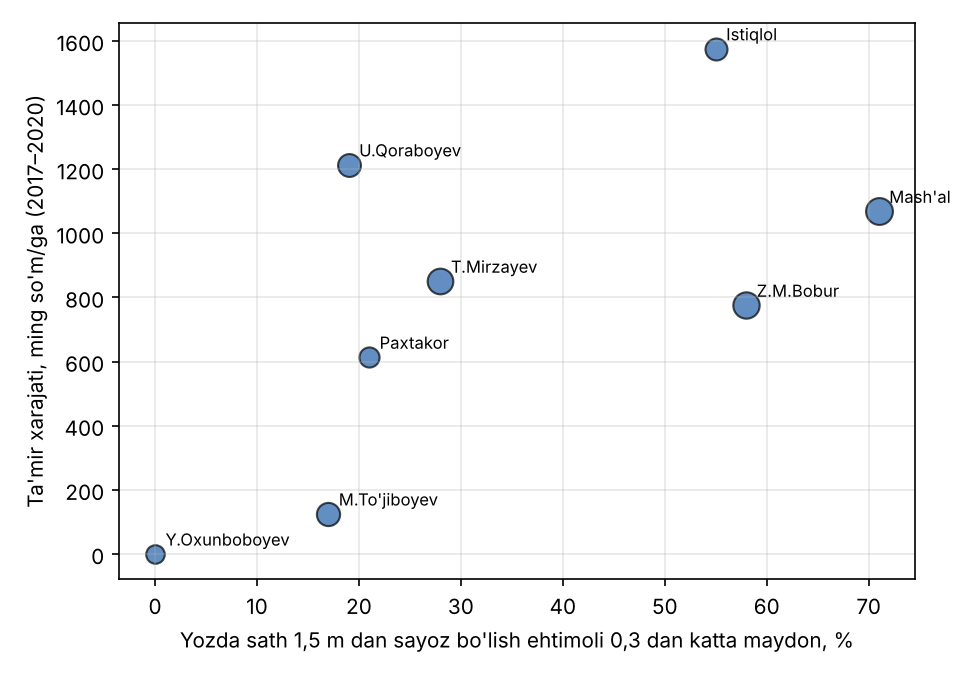 Ta'mir xarajati, ming so'm/ga (2017–2020)
1600
1400
1200
1000
800
600
400
200
0
Istiqlol
U.Qoraboyev
Mash'al
T.Mirzayev
Z.M.Bobur
Paxtakor
M.To'jiboyev
Y.Oxunboboyev
0 10 20 30 40 50 60 70
Yozda sath 1,5 m dan sayoz bo'lish ehtimoli 0,3 dan katta maydon, %